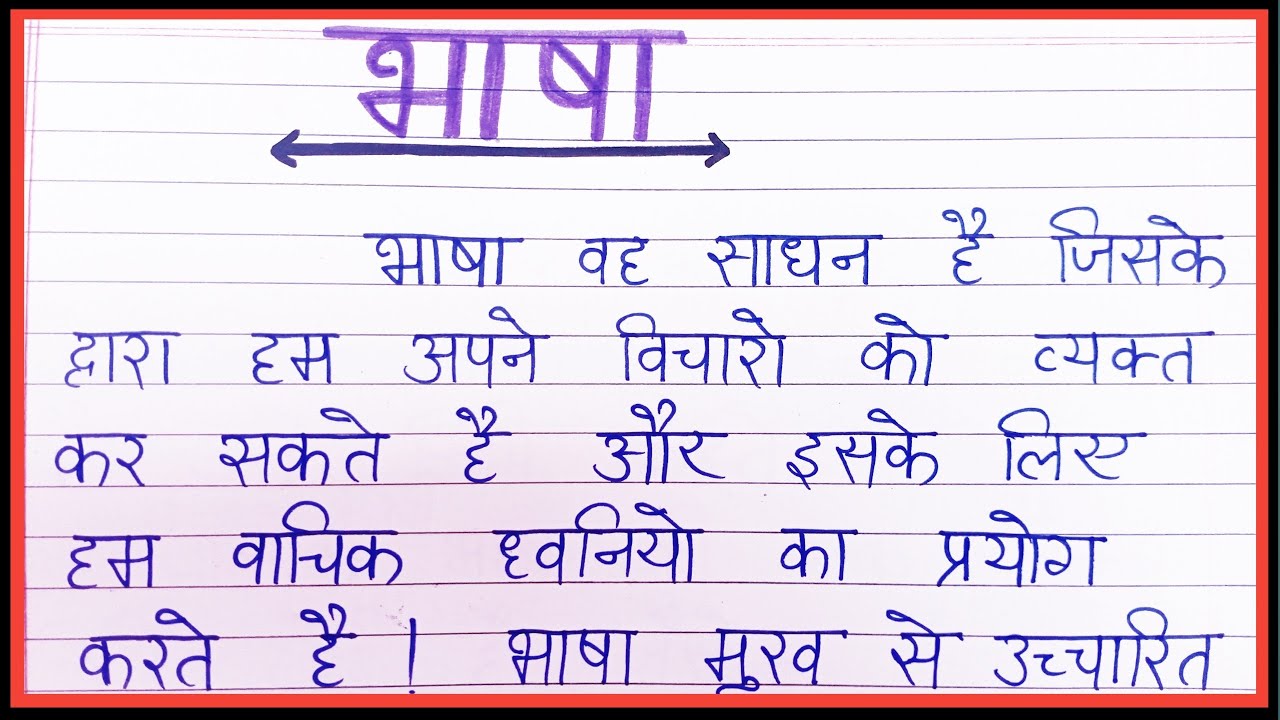 भाषा
भाषा वह साधन है जिसके
द्वारा हम अपने विचारो को व्यक्त
कर सकते है और इसके लिए
हम वाचिक ध्वनियो का प्रयोग
करते है ! भाषा मुख से उच्चारित